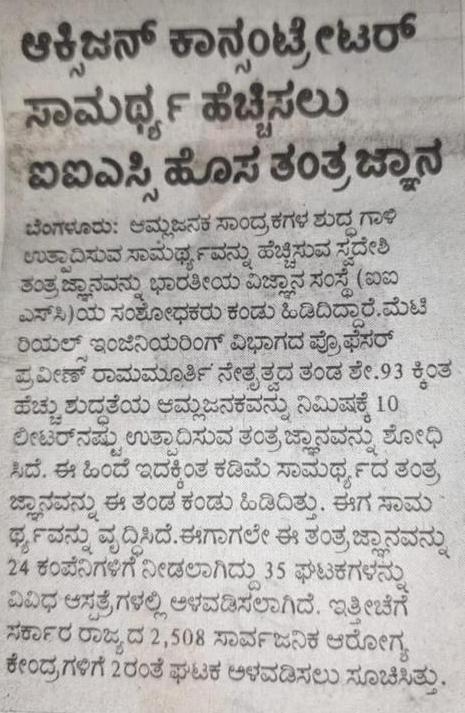 ಆಕ್ಸಿಜನ್ ಕಾನ್ಸಂಟ್ರೇಟರ್
ಸಾಮರ್ಥ್ಯ ಹೆಚ್ಚಿಸಲು
ಐಐಎಸ್ಸಿ ಹೊಸ ತಂತ್ರಜ್ಞಾನ
ಬೆಂಗಳೂರು: ಆಮ್ಲಜನಕ ಸಾಂದ್ರಕಗಳ ಶುದ್ಧ ಗಾಳಿ
ಉತ್ಪಾದಿಸುವ ಸಾಮರ್ಥ್ಯವನ್ನು ಹೆಚ್ಚಿಸುವ ಸ್ವದೇಶಿ
ತಂತ್ರಜ್ಞಾನವನ್ನು ಭಾರತೀಯ ವಿಜ್ಞಾನ ಸಂಸ್ಥೆ (ಐಐ
ಎಸ್‌ಸಿ)ಯ ಸಂಶೋಧಕರು ಕಂಡು ಹಿಡಿದಿದ್ದಾರೆ.ಮೆಟಿ
ರಿಯಲ್ಸ್ ಇಂಜಿನಿಯರಿಂಗ್ ವಿಭಾಗದ ಪ್ರೊಫೆಸರ್
ಪ್ರವೀಣ್ ರಾಮಮೂರ್ತಿ ನೇತೃತ್ವದ ತಂಡ ಶೇ.93 ಕ್ಕಿಂತ
ಹೆಚ್ಚು ಶುದ್ಧತೆಯ ಆಮ್ಲಜನಕವನ್ನು ನಿಮಿಷಕ್ಕೆ 10
ಲೀಟರ್‌ನಷ್ಟು ಉತ್ಪಾದಿಸುವ ತಂತ್ರಜ್ಞಾನವನ್ನು ಶೋಧಿ
ಸಿದೆ. ಈ ಹಿಂದೆ ಇದಕ್ಕಿಂತ ಕಡಿಮೆ ಸಾಮರ್ಥ್ಯದ ತಂತ್ರ
ಜ್ಞಾನವನ್ನು ಈ ತಂಡ ಕಂಡು ಹಿಡಿದಿತ್ತು. ಈಗ ಸಾಮ
ರ್ಥ್ಯವನ್ನು ವೃದ್ಧಿಸಿದೆ.ಈಗಾಗಲೇ ಈ ತಂತ್ರಜ್ಞಾನವನ್ನು
24 ಕಂಪೆನಿಗಳಿಗೆ ನೀಡಲಾಗಿದ್ದು 35 ಘಟಕಗಳನ್ನು
ವಿವಿಧ ಆಸ್ಪತ್ರೆಗಳಲ್ಲಿ ಅಳವಡಿಸಲಾಗಿದೆ. ಇತ್ತೀಚೆಗೆ
ಸರ್ಕಾರ ರಾಜ್ಯದ 2,508 ಸಾರ್ವಜನಿಕ ಆರೋಗ್ಯ
ಕೇಂದ್ರಗಳಿಗೆ 2ರಂತೆ ಘಟಕ ಅಳವಡಿಸಲು ಸೂಚಿಸಿತ್ತು.